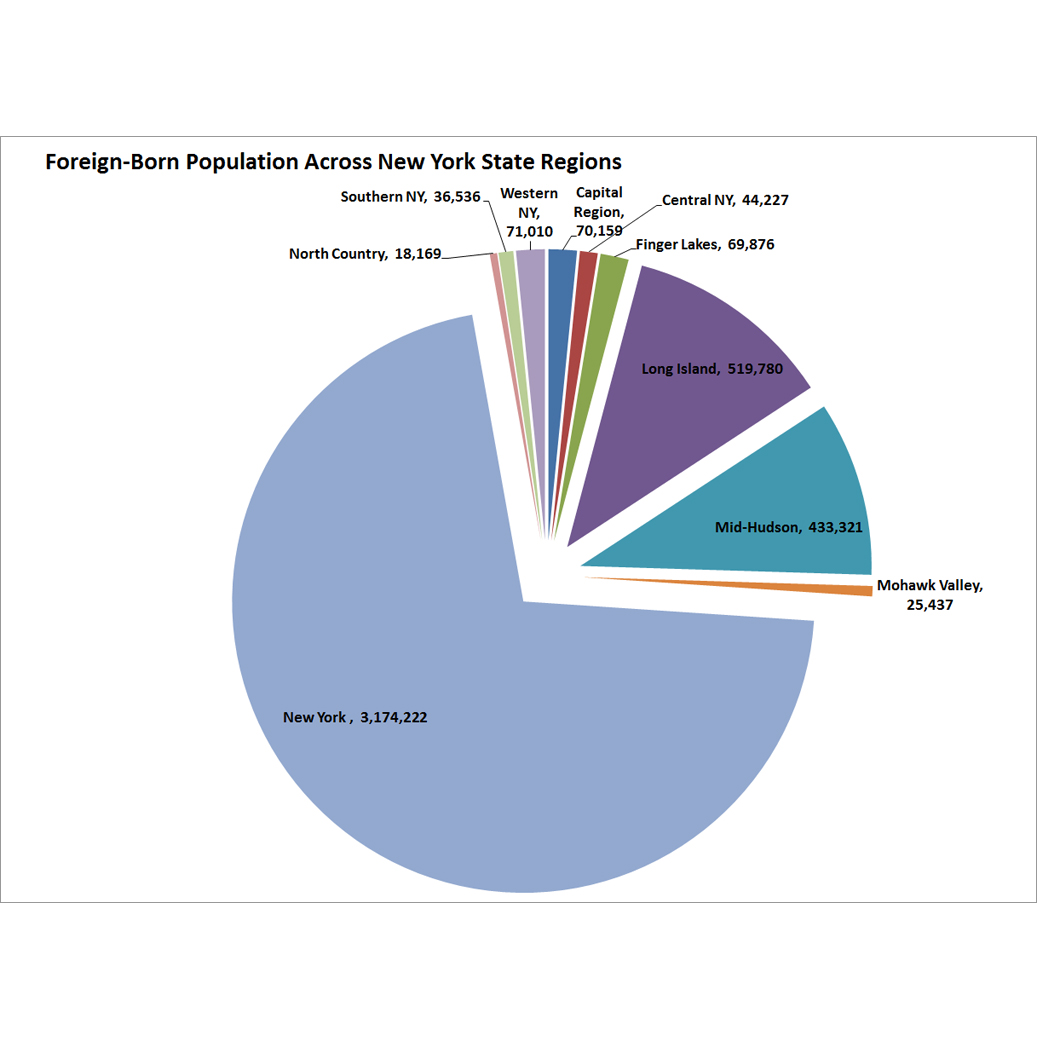 Foreign-Born Population Across New York State Regions
Southern NY, 36,536
Western
NY,
71,010
Capital
Region,
70,159
Central NY, 44,227
North Country, 18,169
Finger Lakes, 69,876
Long Island, 519,780
Mid-Hudson, 433,321
Mohawk Valley,
25,437
New York , 3,174,222